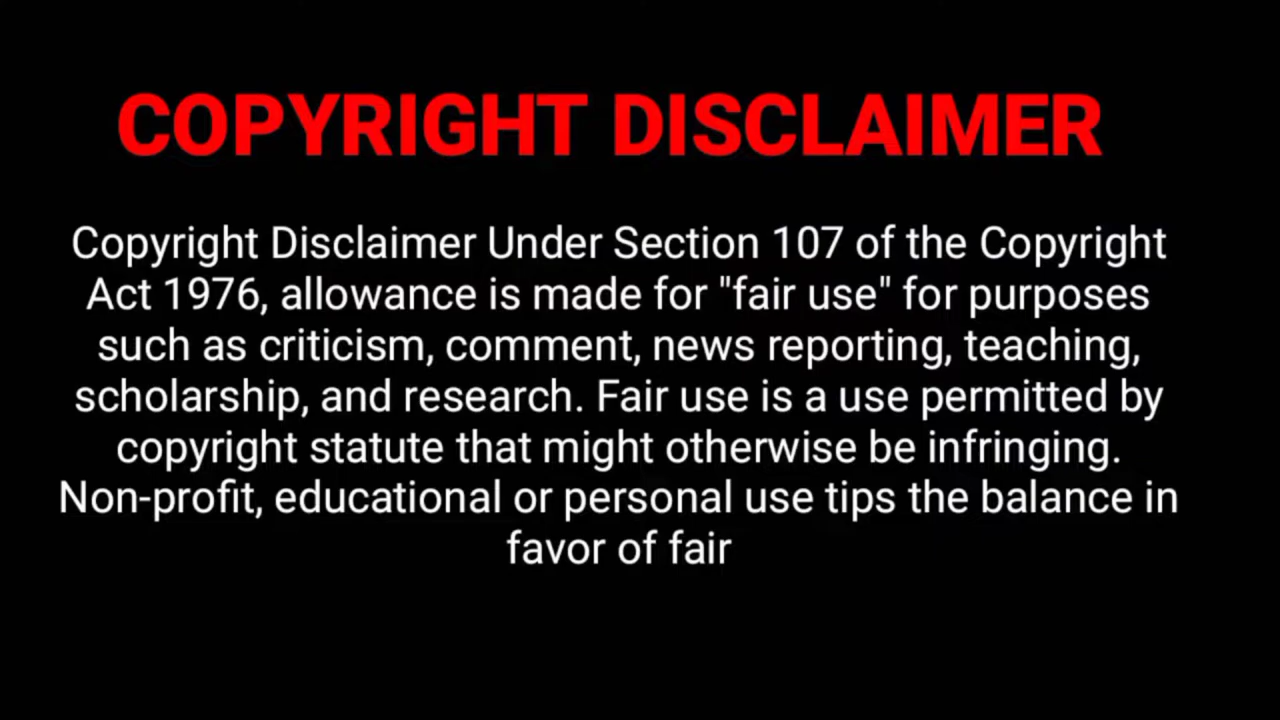 COPYRIGHT DISCLAIMER
Copyright Disclaimer Under Section 107 of the Copyright
Act 1976, allowance is made for "fair use" for purposes
such as criticism, comment, news reporting, teaching,
scholarship, and research. Fair use is a use permitted by
copyright statute that might otherwise be infringing.
Non-profit, educational or personal use tips the balance in
favor of fair